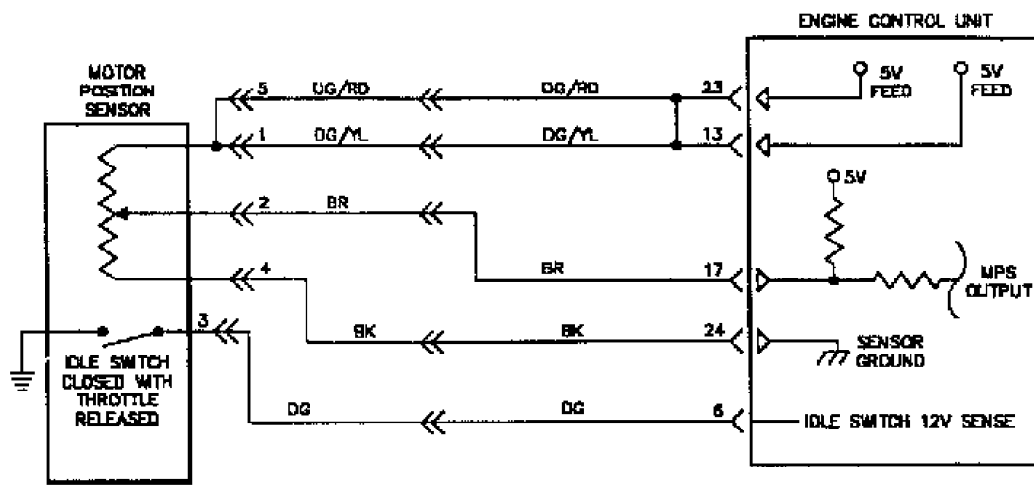 ENGINE CONTROL UNIT
MOTOR
POSITION
SENSOR
5 DG/RD DG/RD 23
5V
FEED
5V
FEED
1 DG/YL DG/YL 13
5V
2 BR
BR 17
MPS
OUTPUT
4
BK BK 24
SENSOR
GROUND
3
IDLE SWITCH
CLOSED WITH
THROTTLE
RELEASED
DG DG 6
IDLE SWITCH 12V SENSE